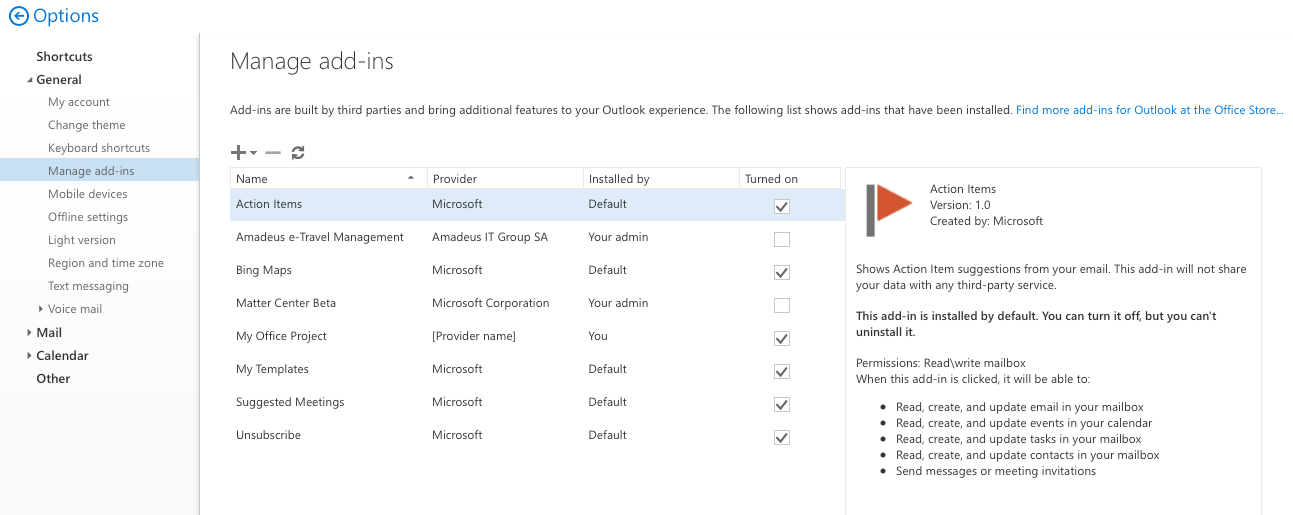 Options
Shortcuts
General
My account
Change theme
Keyboard shortcuts
Manage add-ins
Mobile devices
Offline settings
Light version
Region and time zone
Text messaging
Voice mail
Mail
Calendar
Other
Manage add-ins
Add-ins are built by third parties and bring additional features to your Outlook experience. The following list shows add-ins that have been installed. Find more add-ins for Outlook at the Office Store...
Name Provider Installed by Turned on
Action Items Microsoft Default
Amadeus e-Travel Management Amadeus IT Group SA Your admin
Bing Maps Microsoft Default
Matter Center Beta Microsoft Corporation Your admin
My Office Project [Provider name] You
My Templates Microsoft Default
Suggested Meetings Microsoft Default
Unsubscribe Microsoft Default
Action Items
Version: 1.0
Created by: Microsoft
Shows Action Item suggestions from your email. This add-in will not share
your data with any third-party service.
This add-in is installed by default. You can turn it off, but you can't
uninstall it.
Permissions: Read\write mailbox
When this add-in is clicked, it will be able to:
• Read, create, and update email in your mailbox
• Read, create, and update events in your calendar
• Read, create, and update tasks in your mailbox
• Read, create, and update contacts in your mailbox
• Send messages or meeting invitations